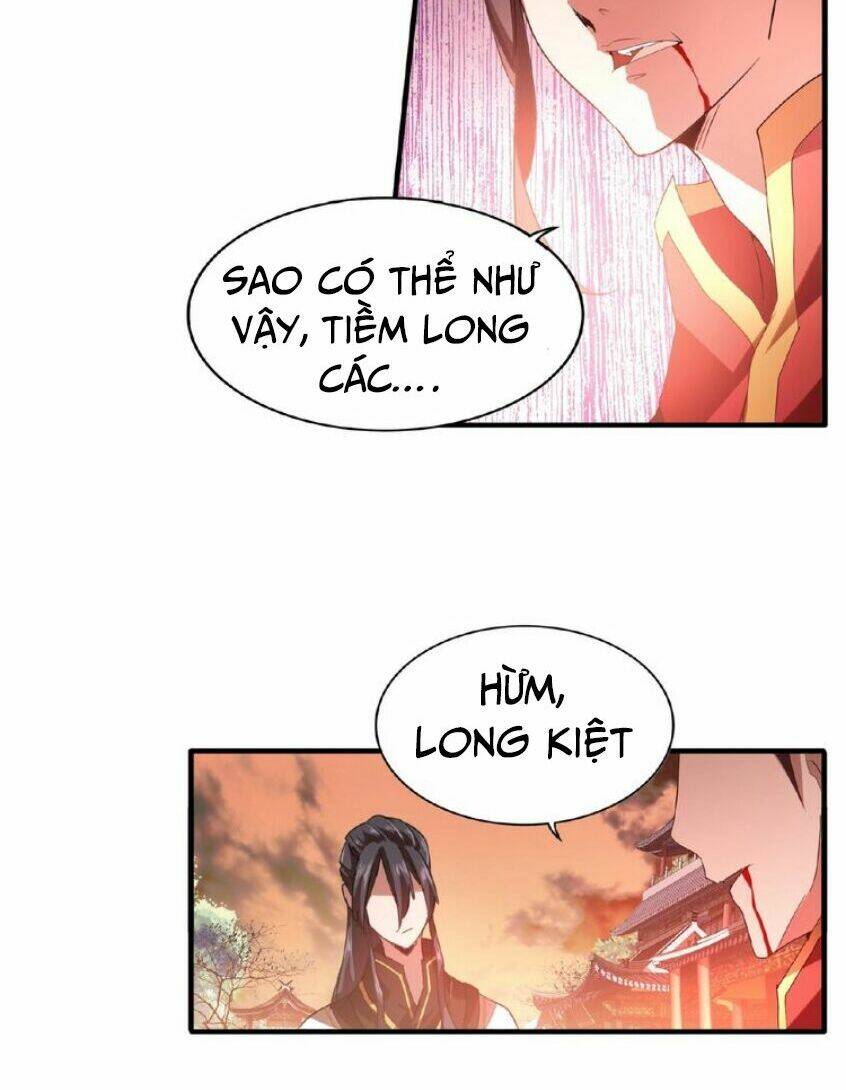 SAO CÓ THỂ NHƯ
VẬY, TIỀM LONG
CÁC....
HỪM,
LONG KIỆT